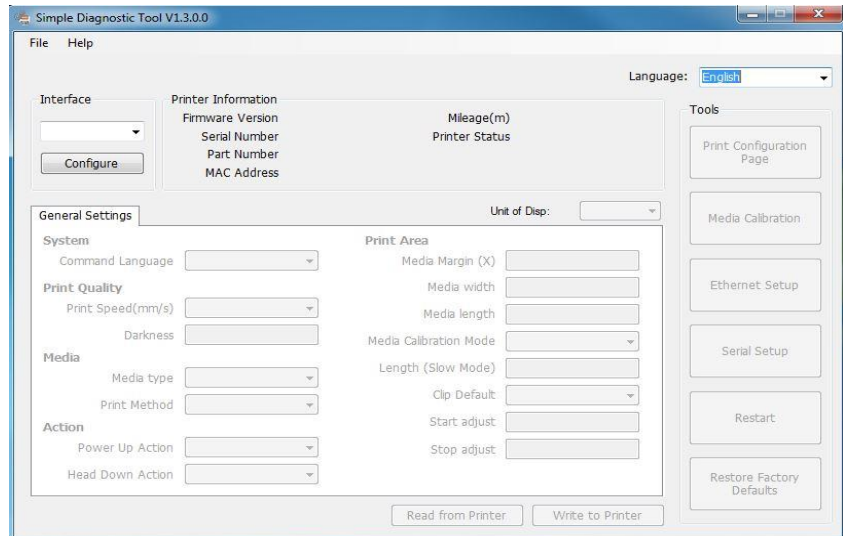 Simple Diagnostic Tool V1.3.0.0
File Help
Language: English
Interface
Configure
Printer Information
Firmware Version
Serial Number
Part Number
MAC Address
Mileage(m)
Printer Status
Tools
Print Configuration
Page
Media Calibration
Ethernet Setup
Serial Setup
Restart
Restore Factory
Defaults
General Settings
Unit of Disp:
System
Command Language
Print Quality
Print Speed(mm/s)
Darkness
Media
Media type
Print Method
Action
Power Up Action
Head Down Action
Print Area
Media Margin (X)
Media width
Media length
Media Calibration Mode
Length (Slow Mode)
Clip Default
Start adjust
Stop adjust
Read from Printer
Write to Printer